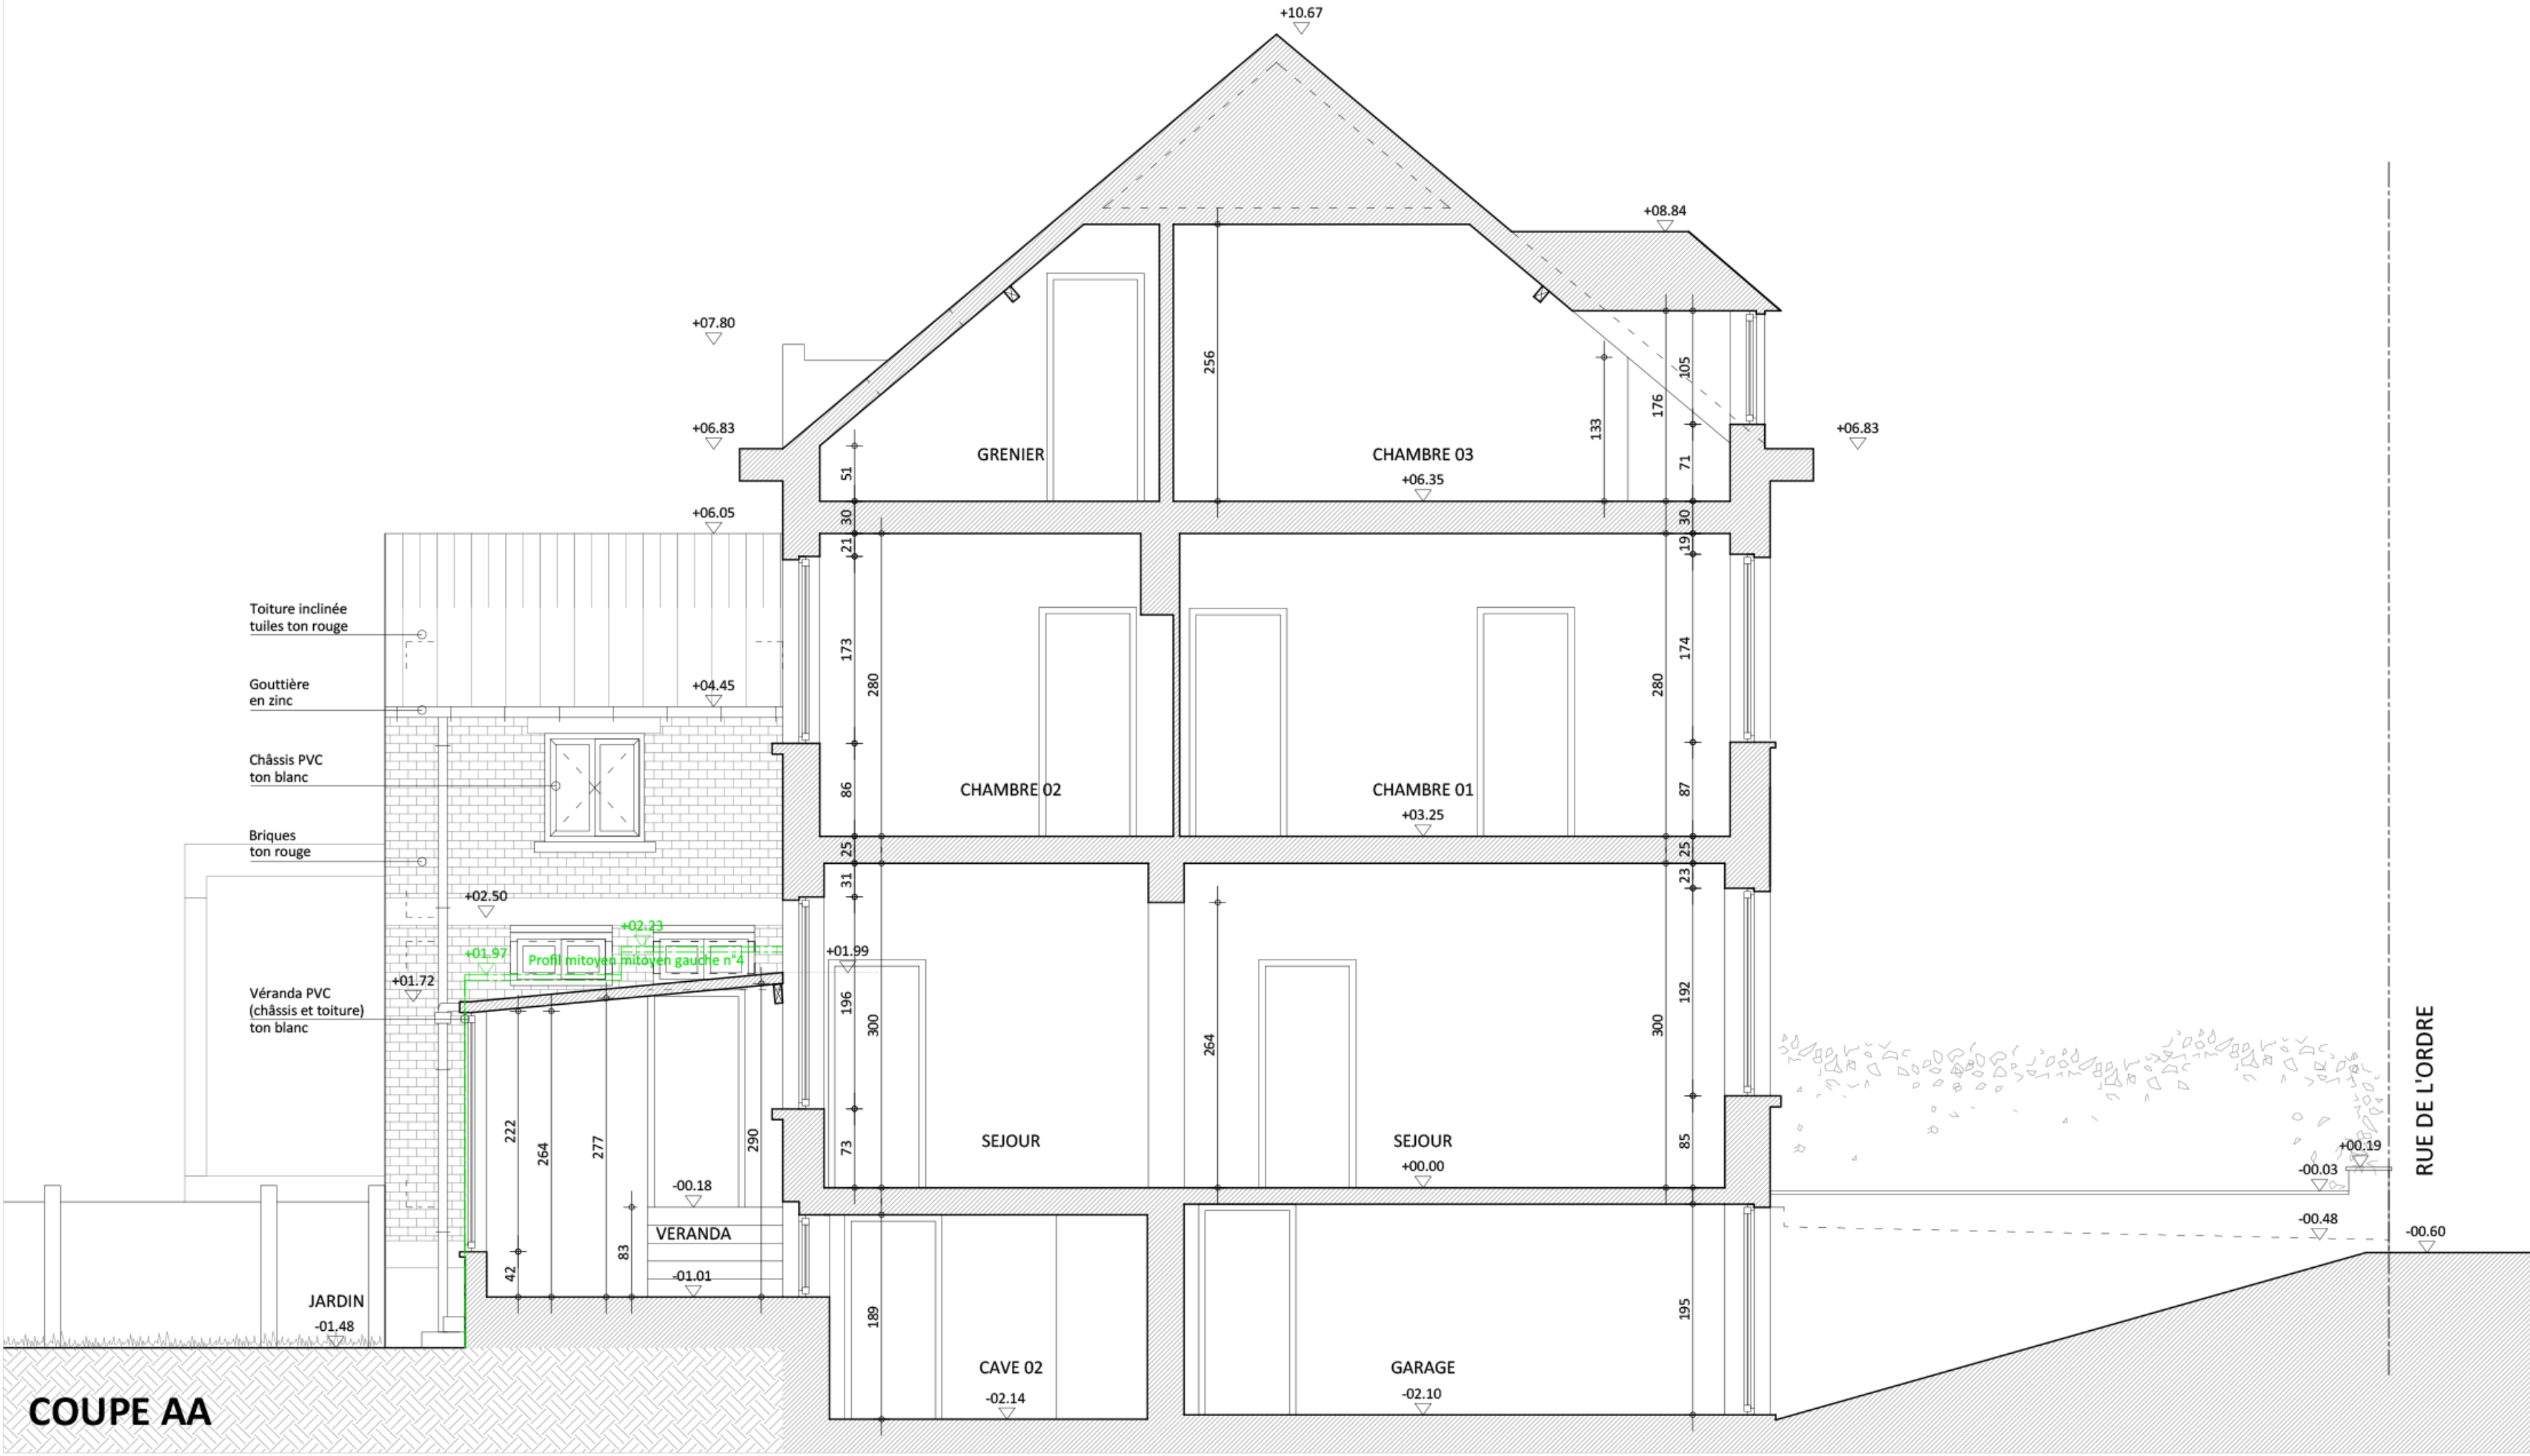 +10.67
+08.84
+07.80
256
105
176
133
+06.83
+06.83
GRENIER
CHAMBRE 03
+06.35
51
71
30
30
+06.05
21
19
Toiture inclinée
tuiles ton rouge
173
174
280
280
Gouttière
en zinc
+04.45
Châssis PVC
ton blanc
86
CHAMBRE 02
CHAMBRE 01
87
+03.25
Briques
ton rouge
25
25
31
23
+02.50
+02.23
+01.97
Profil mitoyen mitoyen gauche n°4
+01.99
+01.72
Véranda PVC
(châssis et toiture)
ton blanc
196
300
264
300
192
222
264
277
290
73
SEJOUR
SEJOUR
85
+00.00
RUE DE L'ORDRE
+00.19
-00.03
-00.18
VERANDA
83
-00.48
-00.60
42
-01.01
JARDIN
-01.48
189
195
CAVE 02
-02.14
GARAGE
-02.10
COUPE AA